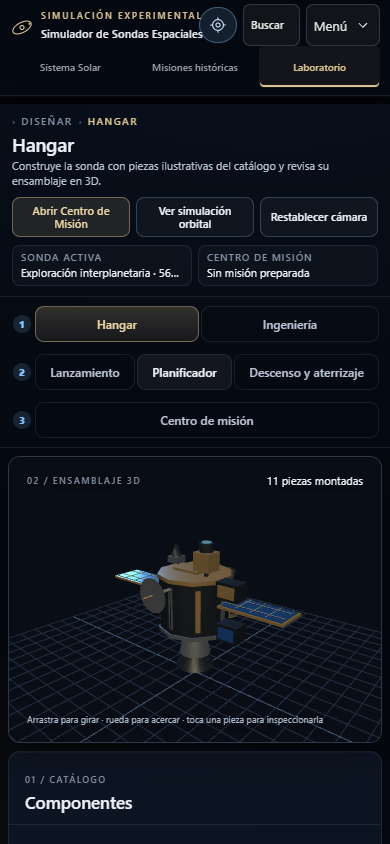 SIMULACIÓN EXPERIMENTAL
Simulador de Sondas Espaciales
Buscar
Menú
Sistema Solar
Misiones históricas
Laboratorio
› DISEÑAR › HANGAR
Hangar
Construye la sonda con piezas ilustrativas del catálogo y revisa su
ensamblaje en 3D.
Abrir Centro de
Misión
Ver simulación
orbital
Restablecer cámara
SONDA ACTIVA
Exploración interplanetaria · 56...
CENTRO DE MISIÓN
Sin misión preparada
1
Hangar
Ingeniería
2
Lanzamiento
Planificador
Descenso y aterrizaje
3
Centro de misión
02 / ENSAMBLAJE 3D
11 piezas montadas
Arrastra para girar · rueda para acercar · toca una pieza para inspeccionarla
01 / CATÁLOGO
Componentes